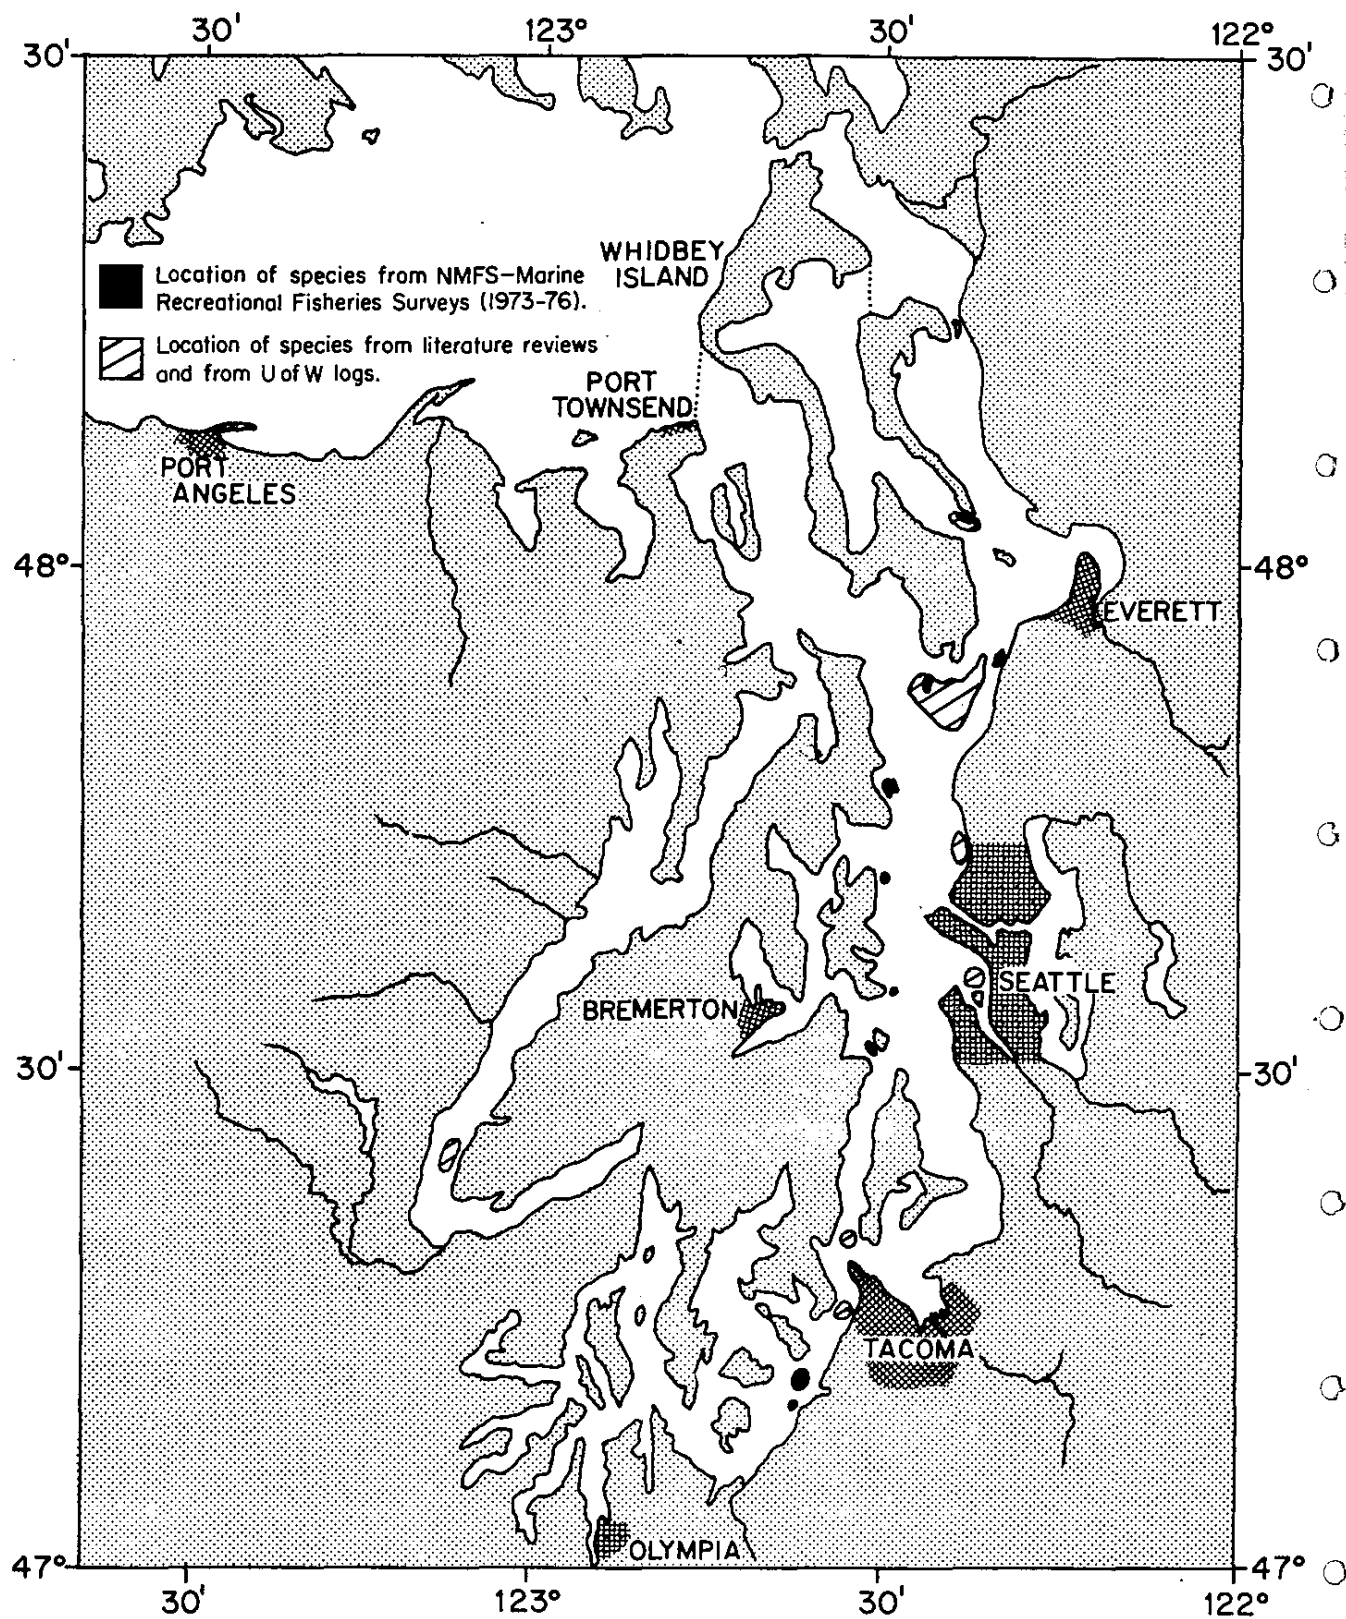 30' 123° 30' 122°
30' 30'
WHIDBEY
ISLAND
Location of species from NMFS-Marine
Recreational Fisheries Surveys (1973-76).
Location of species from literature reviews
and from U of W logs.
PORT
TOWNSEND
PORT
ANGELES
48° 48°
EVERETT
SEATTLE
BREMERTON
30' 30'
TACOMA
OLYMPIA
47° 47°
30' 123° 30' 122°